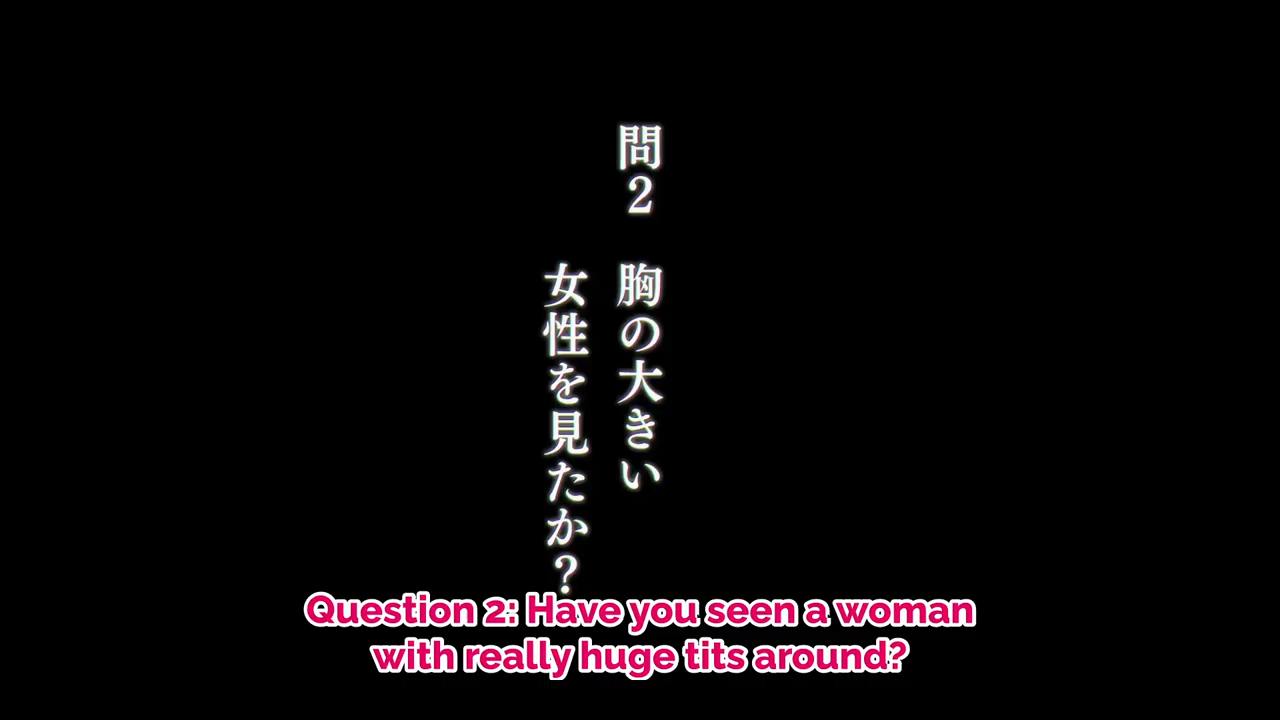 問2 胸の大きい
女性を見たか?
Question 2: Have you seen a woman
with really huge tits around?